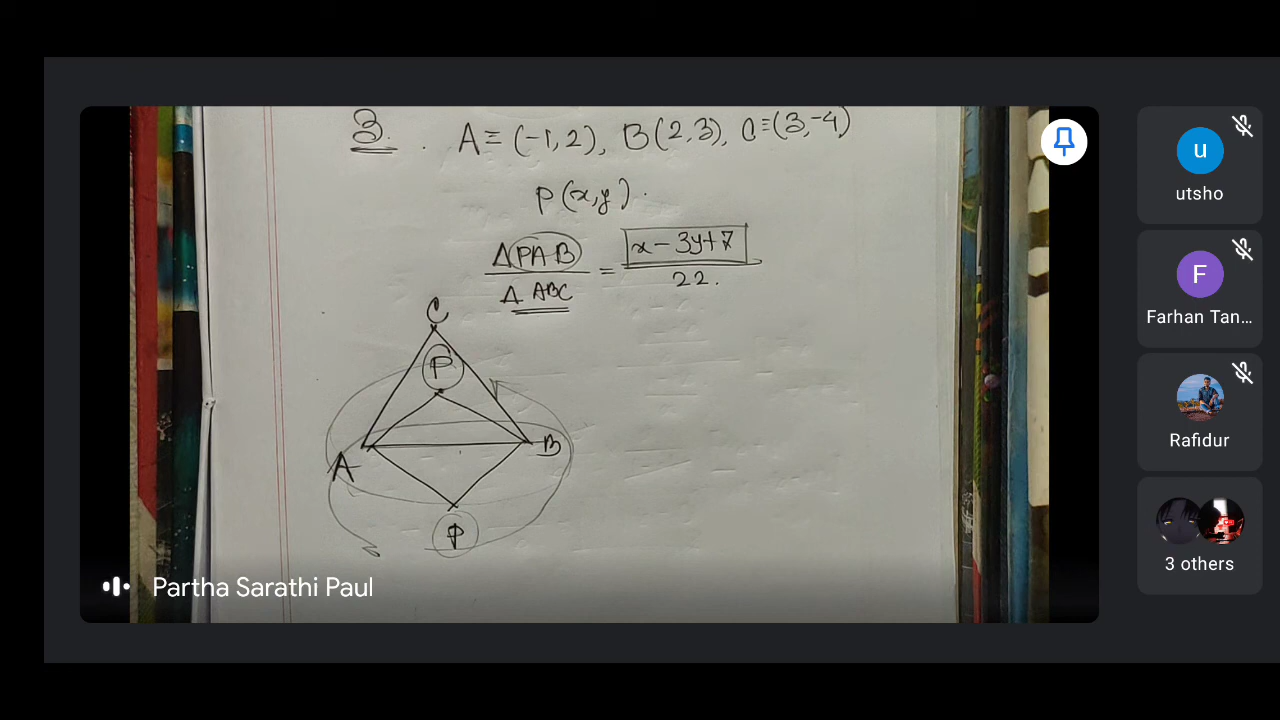 3. A ≡ (-1, 2), B(2,3), C ≡ (3,-4)
P(x,y).
ΔPAB / Δ ABC = x - 3y + 7 / 22.
C
P
A
B
P
Partha Sarathi Paul
u
utsho
F
Farhan Tan...
Rafidur
3 others